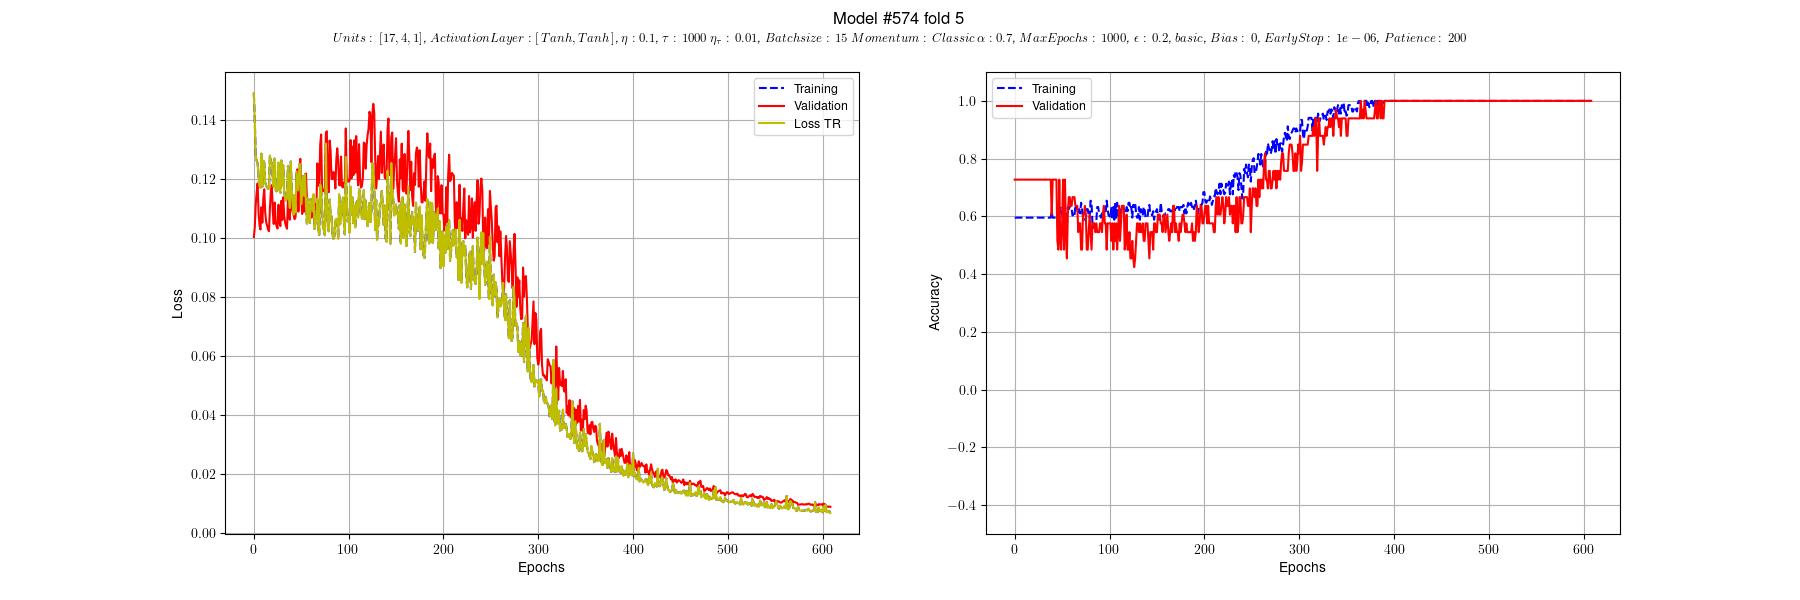 Model #574 fold 5
Units : [17, 4, 1], ActivationLayer : [Tanh, Tanh], η : 0.1, τ : 1000 ητ : 0.01, Batchsize : 15 Momentum : Classic α : 0.7, MaxEpochs : 1000, ϵ : 0.2, basic, Bias : 0, EarlyStop : 1e − 06, Patience : 200
Training
Validation
Loss TR
0.14
0.12
0.10
0.08
0.06
0.04
0.02
0.00
Loss
0 100 200 300 400 500 600
Epochs
Training
Validation
1.0
0.8
0.6
0.4
0.2
0.0
−0.2
−0.4
Accuracy
0 100 200 300 400 500 600
Epochs